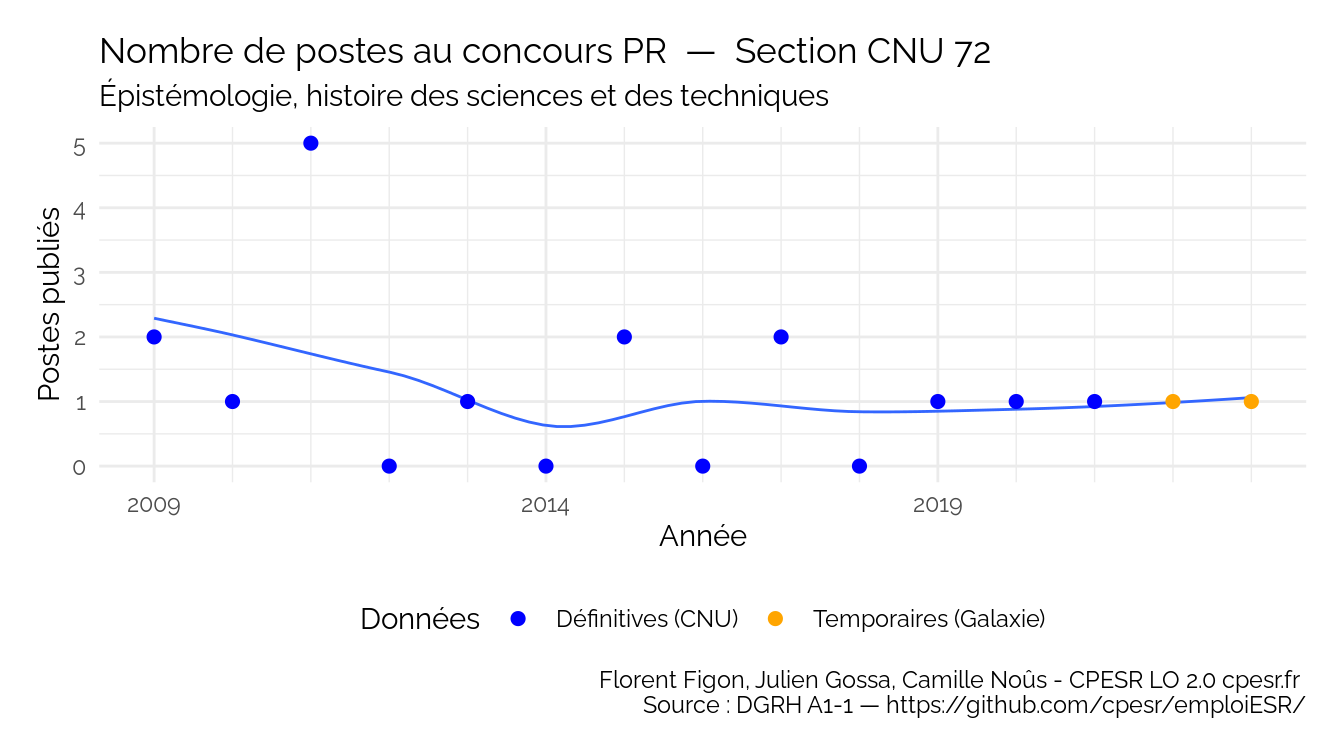 Nombre de postes au concours PR — Section CNU 72
Épistémologie, histoire des sciences et des techniques
Postes publiés
5
4
3
2
1
0
2009
2014
2019
Année
Données
Définitives (CNU)
Temporaires (Galaxie)
Florent Figon, Julien Gossa, Camille Noûs - CPESR LO 2.0 cpesr.fr
Source : DGRH A1-1 — https://github.com/cpesr/emploiESR/